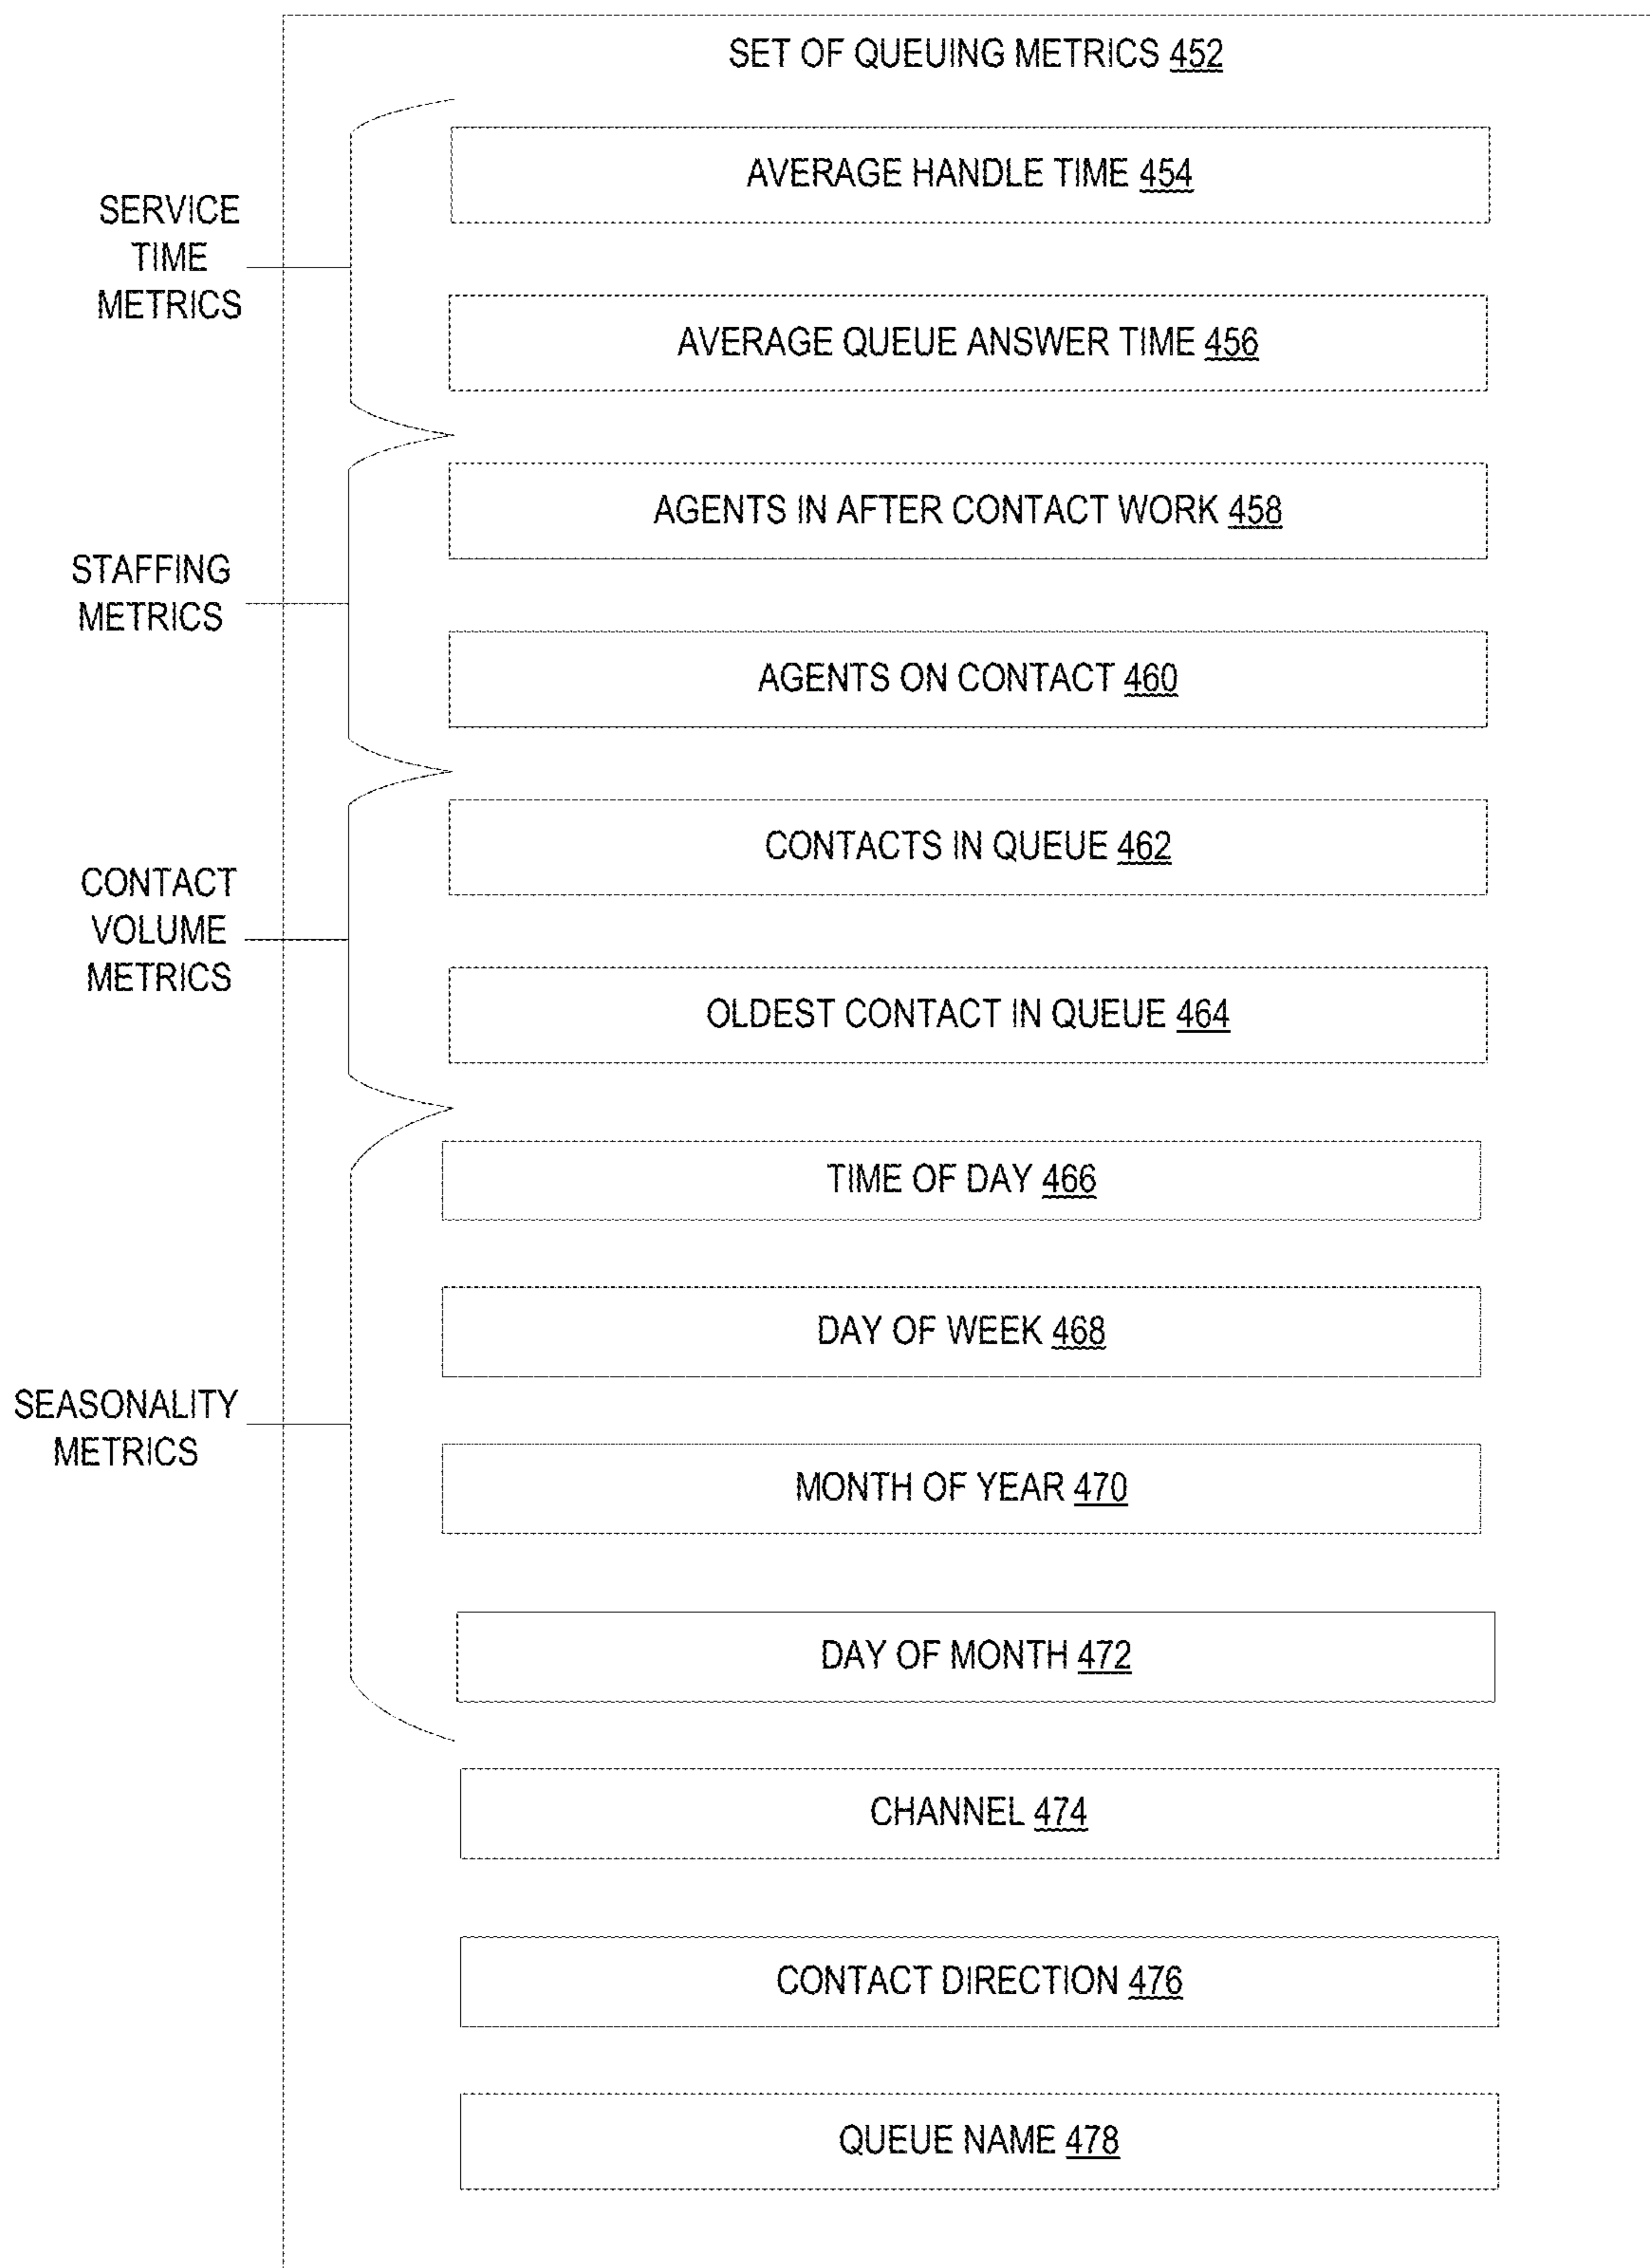 SET OF QUEUING METRICS 452
AVERAGE HANDLE TIME 454
SERVICE
TIME
METRICS
AVERAGE QUEUE ANSWER TIME 456
AGENTS IN AFTER CONTACT WORK 458
STAFFING
METRICS
AGENTS ON CONTACT 460
CONTACTS IN QUEUE 462
CONTACT
VOLUME
METRICS
OLDEST CONTACT IN QUEUE 464
TIME OF DAY 466
DAY OF WEEK 468
SEASONALITY
METRICS
MONTH OF YEAR 470
DAY OF MONTH 472
CHANNEL 474
CONTACT DIRECTION 476
QUEUE NAME 478